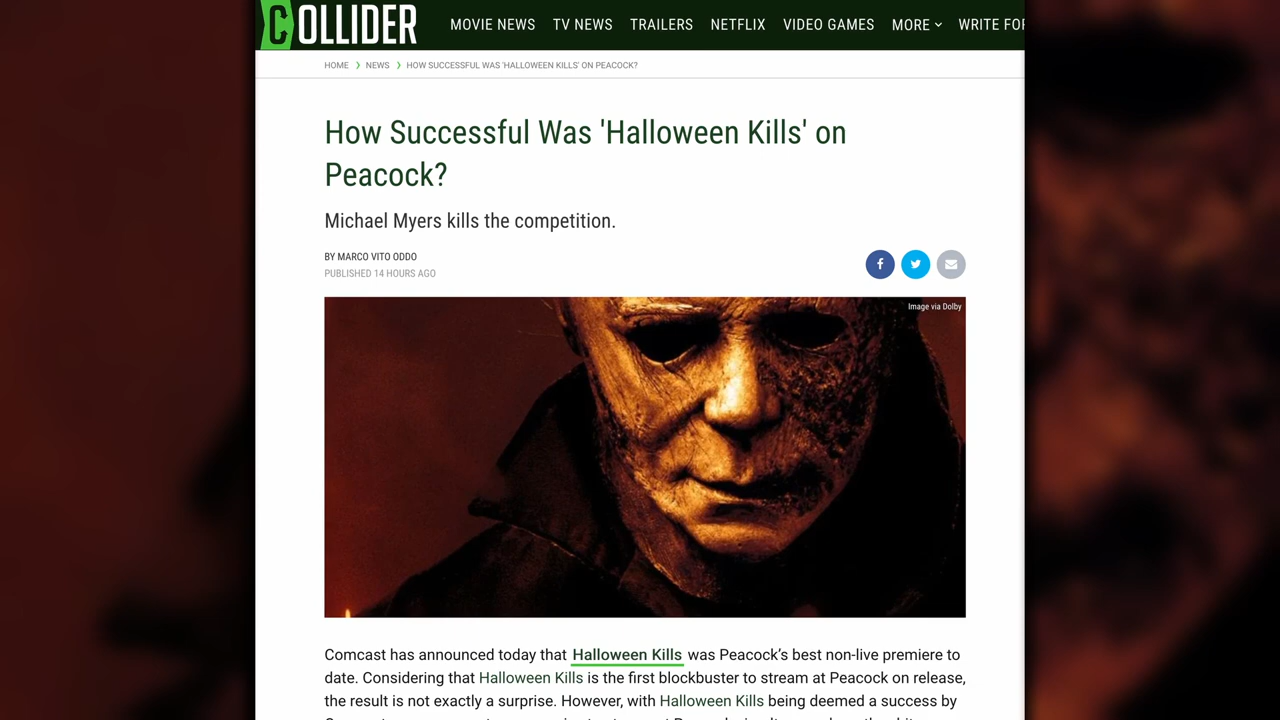 COLLIDER
MOVIE NEWS TV NEWS TRAILERS NETFLIX VIDEO GAMES MORE WRITE FOR
HOME > NEWS > HOW SUCCESSFUL WAS 'HALLOWEEN KILLS' ON PEACOCK?
How Successful Was 'Halloween Kills' on
Peacock?
Michael Myers kills the competition.
BY MARCO VITO ODDO
PUBLISHED 14 HOURS AGO
Image via Dolby
Comcast has announced today that Halloween Kills was Peacock's best non-live premiere to
date. Considering that Halloween Kills is the first blockbuster to stream at Peacock on release,
the result is not exactly a surprise. However, with Halloween Kills being deemed a success by